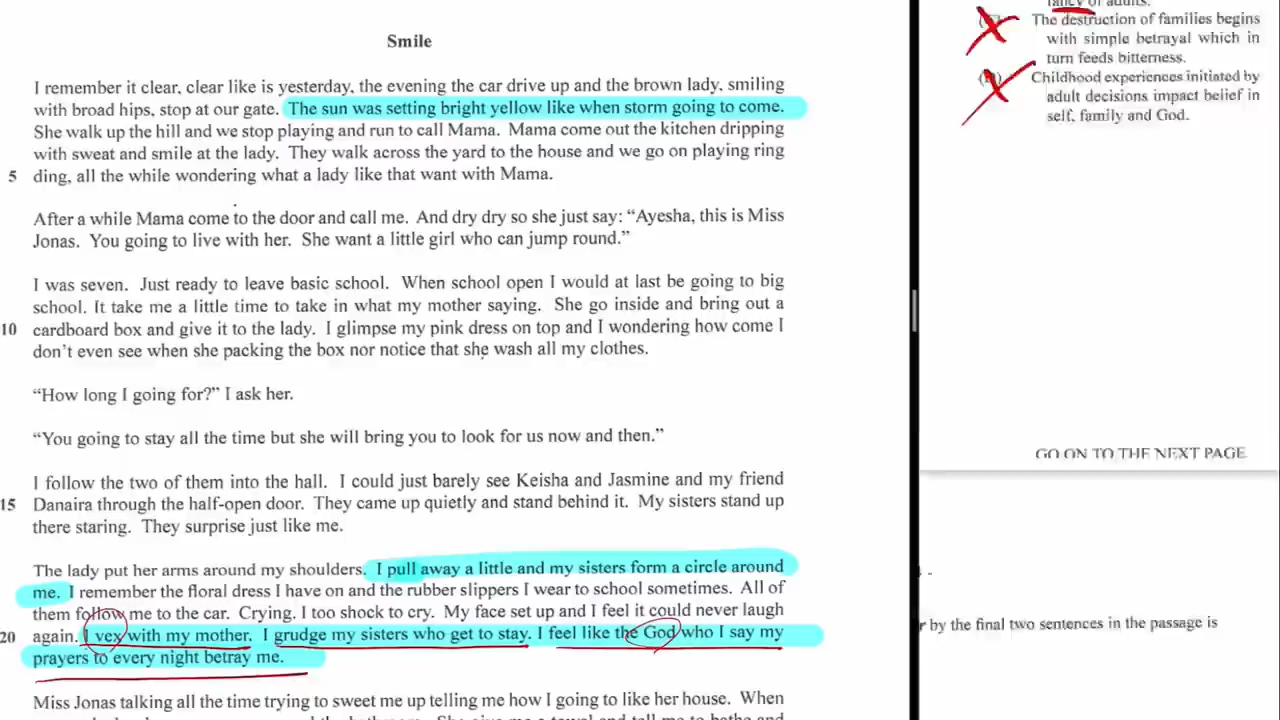 Smile
I remember it clear, clear like is yesterday, the evening the car drive up and the brown lady, smiling
with broad hips, stop at our gate. The sun was setting bright yellow like when storm going to come.
She walk up the hill and we stop playing and run to call Mama. Mama come out the kitchen dripping
with sweat and smile at the lady. They walk across the yard to the house and we go on playing ring
5 ding, all the while wondering what a lady like that want with Mama.
After a while Mama come to the door and call me. And dry dry so she just say: “Ayesha, this is Miss
Jonas. You going to live with her. She want a little girl who can jump round.”
I was seven. Just ready to leave basic school. When school open I would at last be going to big
school. It take me a little time to take in what my mother saying. She go inside and bring out a
10 cardboard box and give it to the lady. I glimpse my pink dress on top and I wondering how come I
don’t even see when she packing the box nor notice that she wash all my clothes.
“How long I going for?” I ask her.
“You going to stay all the time but she will bring you to look for us now and then.”
I follow the two of them into the hall. I could just barely see Keisha and Jasmine and my friend
15 Danaira through the half-open door. They came up quietly and stand behind it. My sisters stand up
there staring. They surprise just like me.
The lady put her arms around my shoulders. I pull away a little and my sisters form a circle around
me. I remember the floral dress I have on and the rubber slippers I wear to school sometimes. All of
them follow me to the car. Crying. I too shock to cry. My face set up and I feel it could never laugh
20 again. I vex with my mother. I grudge my sisters who get to stay. I feel like the God who I say my
prayers to every night betray me.
Miss Jonas talking all the time trying to sweet me up telling me how I going to like her house. When
of adults.
The destruction of families begins
with simple betrayal which in
turn feeds bitterness.
Childhood experiences initiated by
adult decisions impact belief in
self, family and God.
GO ON TO THE NEXT PAGE
by the final two sentences in the passage is